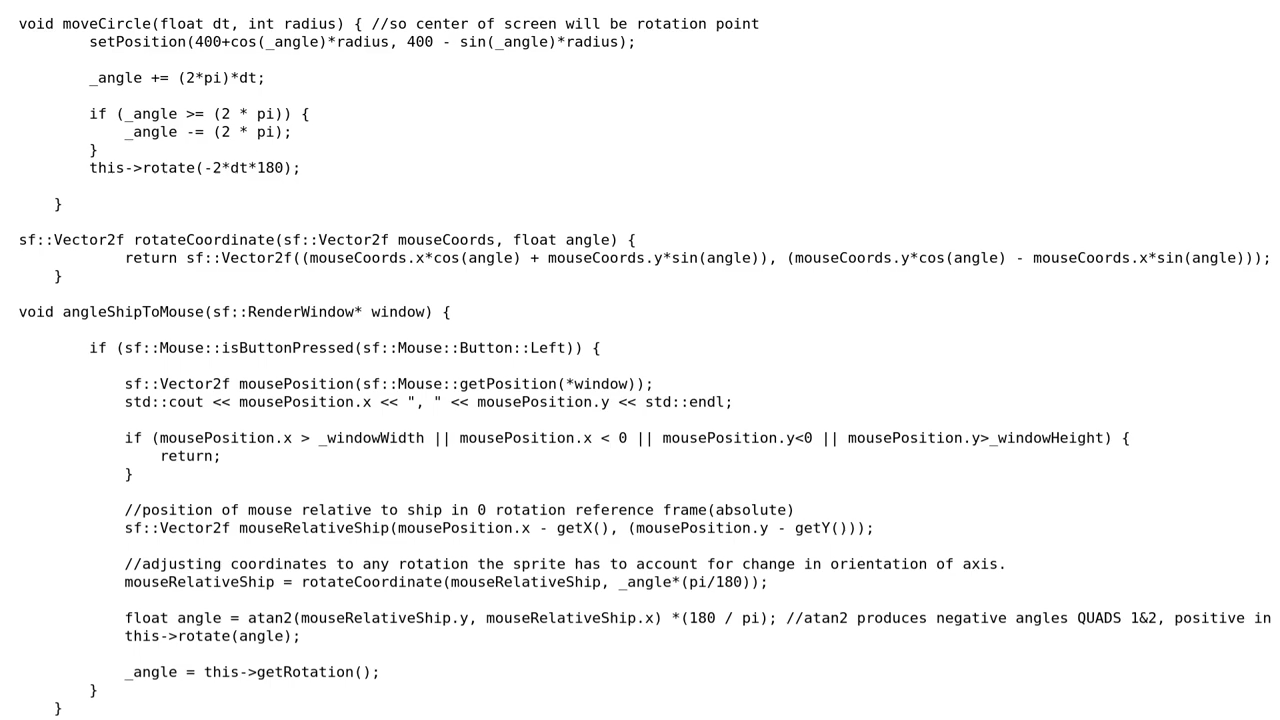 void moveCircle(float dt, int radius) { //so center of screen will be rotation point
setPosition(400+cos(_angle)*radius, 400 - sin(_angle)*radius);
_angle += (2*pi)*dt;
if (_angle >= (2 * pi)) {
_angle -= (2 * pi);
}
this->rotate(-2*dt*180);
}
sf::Vector2f rotateCoordinate(sf::Vector2f mouseCoords, float angle) {
return sf::Vector2f((mouseCoords.x*cos(angle) + mouseCoords.y*sin(angle)), (mouseCoords.y*cos(angle) - mouseCoords.x*sin(angle)));
}
void angleShipToMouse(sf::RenderWindow* window) {
if (sf::Mouse::isButtonPressed(sf::Mouse::Button::Left)) {
sf::Vector2f mousePosition(sf::Mouse::getPosition(*window));
std::cout << mousePosition.x << ", " << mousePosition.y << std::endl;
if (mousePosition.x > _windowWidth || mousePosition.x < 0 || mousePosition.y<0 || mousePosition.y>_windowHeight) {
return;
}
//position of mouse relative to ship in 0 rotation reference frame(absolute)
sf::Vector2f mouseRelativeShip(mousePosition.x - getX(), (mousePosition.y - getY()));
//adjusting coordinates to any rotation the sprite has to account for change in orientation of axis.
mouseRelativeShip = rotateCoordinate(mouseRelativeShip, _angle*(pi/180));
float angle = atan2(mouseRelativeShip.y, mouseRelativeShip.x) *(180 / pi); //atan2 produces negative angles QUADS 1&2, positive in
this->rotate(angle);
_angle = this->getRotation();
}
}